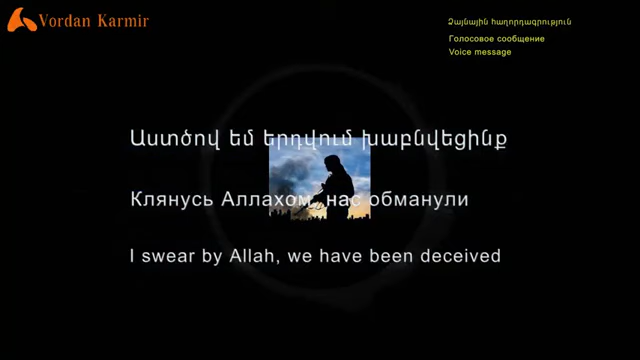 Vordan Karmir
Ձայնային հաղորդագրություն
Голосовое сообщение
Voice message
Աստծով եմ երդվում խաբնվեցինք
Клянусь Аллахом, нас обманули
I swear by Allah, we have been deceived